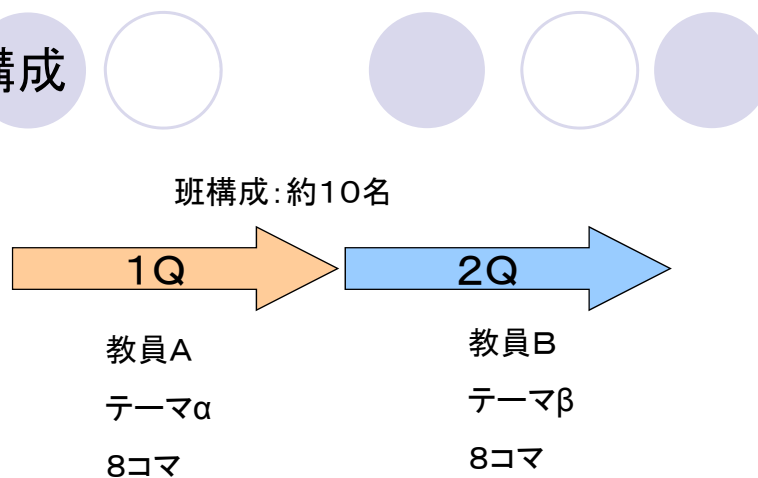 構成
班構成:約10名
1Q
2Q
教員A
テーマα
8コマ
教員B
テーマβ
8コマ